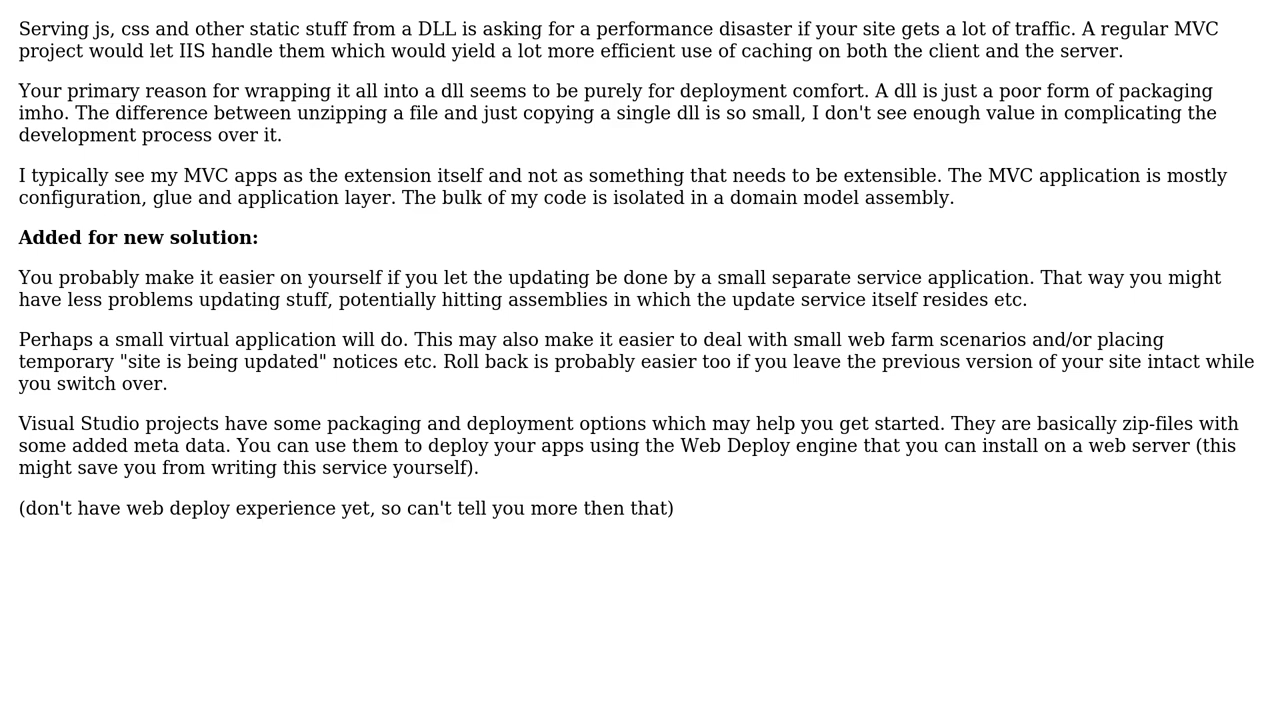 Serving js, css and other static stuff from a DLL is asking for a performance disaster if your site gets a lot of traffic. A regular MVC
project would let IIS handle them which would yield a lot more efficient use of caching on both the client and the server.
Your primary reason for wrapping it all into a dll seems to be purely for deployment comfort. A dll is just a poor form of packaging
imho. The difference between unzipping a file and just copying a single dll is so small, I don't see enough value in complicating the
development process over it.
I typically see my MVC apps as the extension itself and not as something that needs to be extensible. The MVC application is mostly
configuration, glue and application layer. The bulk of my code is isolated in a domain model assembly.
Added for new solution:
You probably make it easier on yourself if you let the updating be done by a small separate service application. That way you might
have less problems updating stuff, potentially hitting assemblies in which the update service itself resides etc.
Perhaps a small virtual application will do. This may also make it easier to deal with small web farm scenarios and/or placing
temporary "site is being updated" notices etc. Roll back is probably easier too if you leave the previous version of your site intact while
you switch over.
Visual Studio projects have some packaging and deployment options which may help you get started. They are basically zip-files with
some added meta data. You can use them to deploy your apps using the Web Deploy engine that you can install on a web server (this
might save you from writing this service yourself).
(don't have web deploy experience yet, so can't tell you more then that)